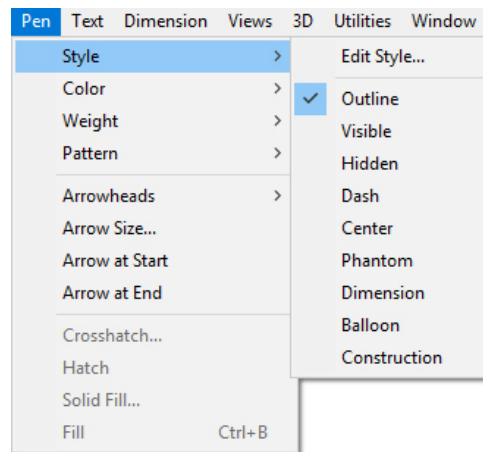 Pen Text Dimension Views 3D Utilities Window
Style
Color
Weight
Pattern
Arrowheads
Arrow Size...
Arrow at Start
Arrow at End
Crosshatch...
Hatch
Solid Fill...
Fill Ctrl+B
Edit Style...
Outline
Visible
Hidden
Dash
Center
Phantom
Dimension
Balloon
Construction